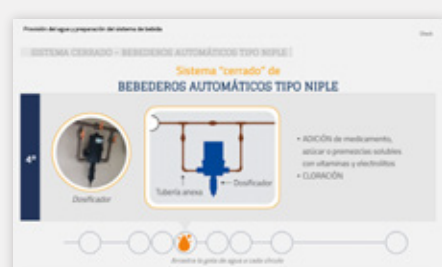 Provisión del agua y preparación del sistema de bebida
SISTEMA CERRADO - BEBEDEROS AUTOMÁTICOS TIPO NIPLE
Sistema "cerrado" de
BEBEDEROS AUTOMÁTICOS TIPO NIPLE
4º
Dosificador
Tubería anexa
Dosificador
• ADICIÓN de medicamento,
azúcar o premezclas solubles
con vitaminas y electrolitos
• CLORACIÓN
Arrastra la gota de agua a cada círculo